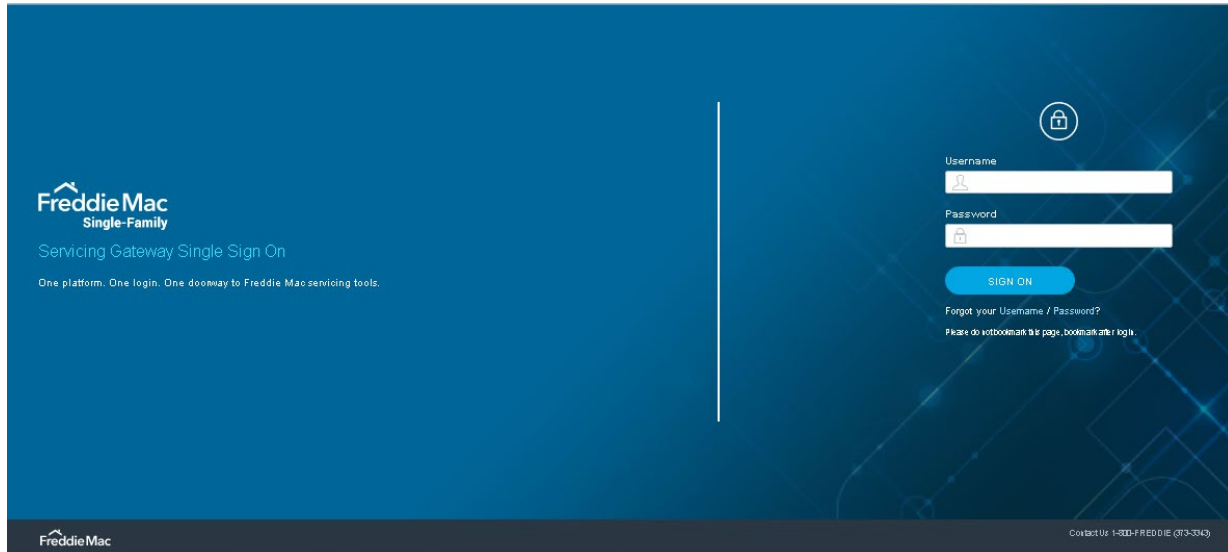 Freddie Mac
Single-Family
Servicing Gateway Single Sign On
One platform. One login. One doorway to Freddie Mac servicing tools.
Username
Password
SIGN ON
Forgot your Username / Password?
Please do not bookmark this page, bookmark after login.
Freddie Mac
Contact Us 1-800-FREDDIE (373-3343)